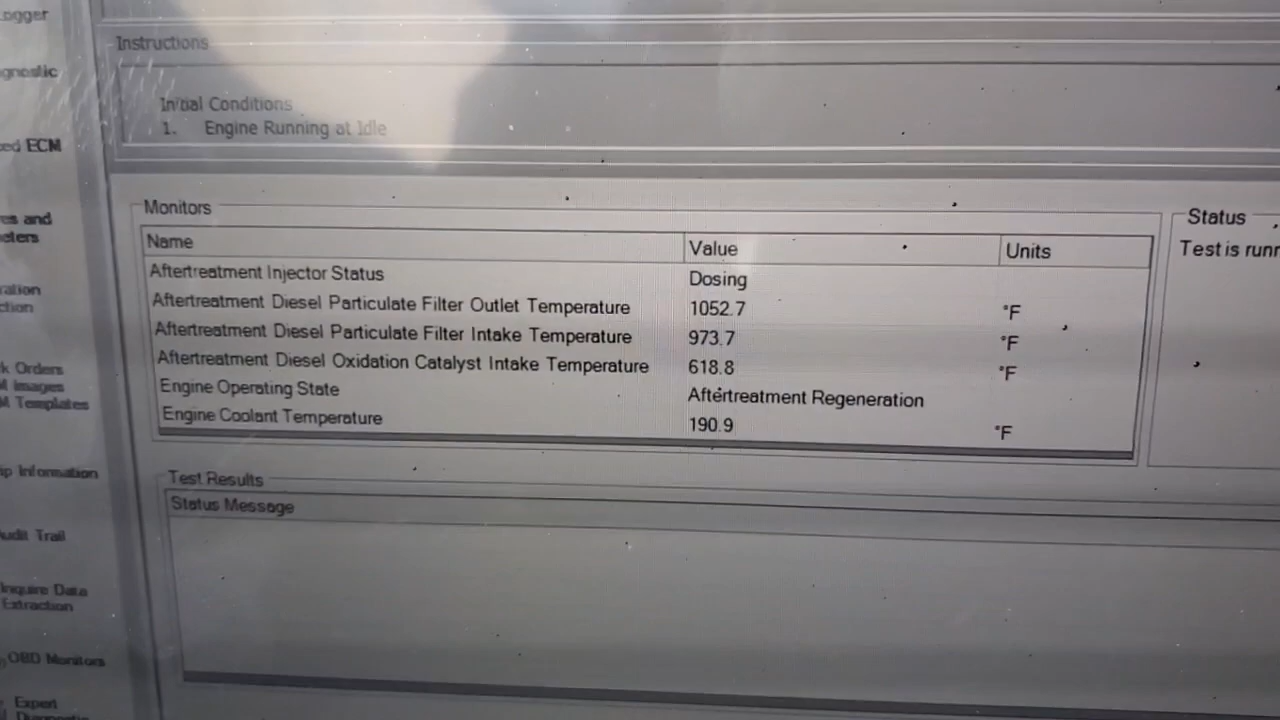 ogger
Instructions
gnostic
Initial Conditions
1. Engine Running at Idle
ed ECM
Monitors
es and
Status
Name Value Units
Test is runn
eters
Aftertreatment Injector Status Dosing
ration
Aftertreatment Diesel Particulate Filter Outlet Temperature 1052.7 °F
ction
Aftertreatment Diesel Particulate Filter Intake Temperature 973.7 °F
Aftertreatment Diesel Oxidation Catalyst Intake Temperature 618.8 °F
k Orders
M Images
Engine Operating State Aftertreatment Regeneration
M Templates
Engine Coolant Temperature 190.9 °F
ip Information
Test Results
Status Message
Audit Trail
Inquire Data
Extraction
OBD Monitors
Expert
Diagnostic